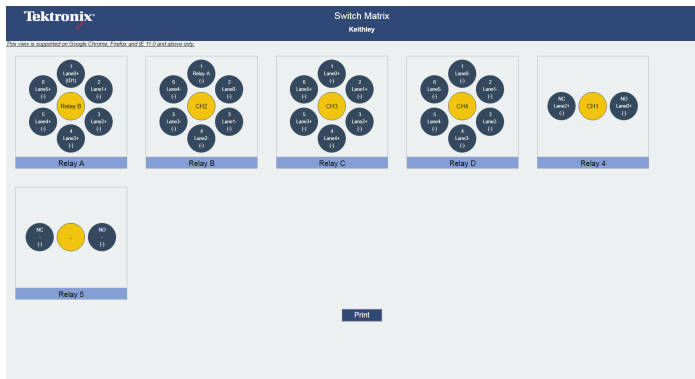 Tektronix
Switch Matrix
Keithley
This view is supported on Google Chrome, Firefox and IE 11.0 and above only.
1
Lane0+
(ID1)
6
Lane5+
(-)
2
Lane1+
(-)
Relay B
5
Lane4+
(-)
3
Lane2+
(-)
4
Lane3+
(-)
Relay A
1
Relay A
(-)
6
Lane4-
(-)
2
Lane0-
(-)
CH2
5
Lane3-
(-)
3
Lane1-
(-)
4
Lane2-
(-)
Relay B
1
Lane0+
(-)
6
Lane5+
(-)
2
Lane1+
(-)
CH3
5
Lane3+
(-)
3
Lane2+
(-)
4
Lane4+
(-)
Relay C
1
Lane0-
(-)
6
Lane5-
(-)
2
Lane1-
(-)
CH4
5
Lane4-
(-)
3
Lane2-
(-)
4
Lane3-
(-)
Relay D
NC
Lane2+
(-)
CH1
NO
Lane0+
(-)
Relay 4
NC
-
(-)
-
NO
-
(-)
Relay 5
Print